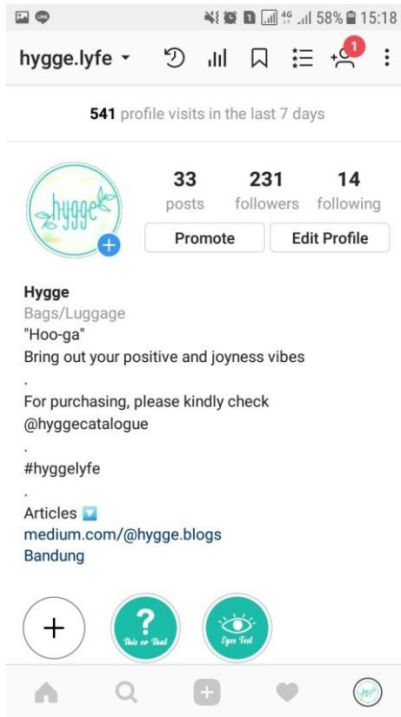 4G 58% 15:18
hygge.lyfe
1
541 profile visits in the last 7 days
hygge
33 231 14
posts followers following
Promote Edit Profile
Hygge
Bags/Luggage
"Hoo-ga"
Bring out your positive and joyness vibes
.
For purchasing, please kindly check
@hyggecatalogue
.
#hyggelyfe
.
Articles 🔽
medium.com/@hygge.blogs
Bandung
?
This or That
Eyes Test